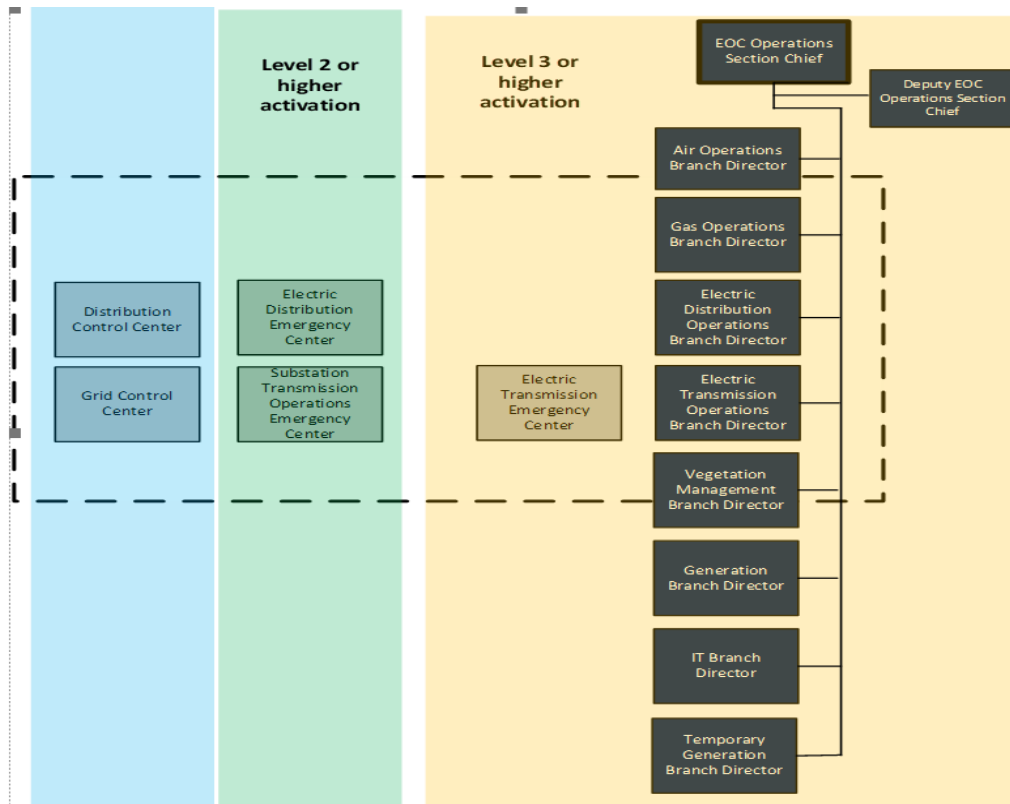 Level 2 or
higher
activation
Level 3 or
higher
activation
EOC Operations
Section Chief
Deputy EOC
Operations Section
Chief
Air Operations
Branch Director
Gas Operations
Branch Director
Distribution
Control Center
Electric
Distribution
Emergency
Center
Electric
Distribution
Operations
Branch Director
Grid Control
Center
Substation
Transmission
Operations
Emergency
Center
Electric
Transmission
Emergency
Center
Electric
Transmission
Operations
Branch Director
Vegetation
Management
Branch Director
Generation
Branch Director
IT Branch
Director
Temporary
Generation
Branch Director